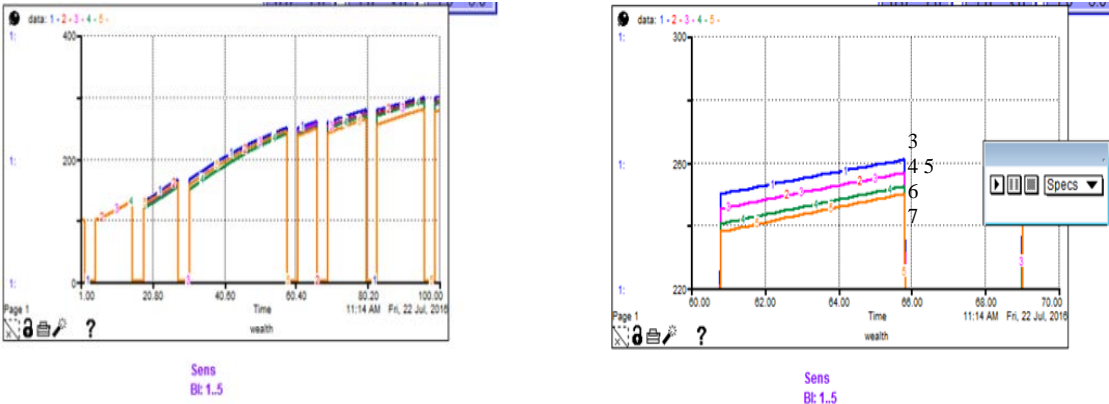 data: 1 - 2 - 3 - 4 - 5 -
1:
400
1:
200
1:
0
1.00 20.80 40.60 60.40 80.20 100.00
Page 1
Time
11:14 AM Fri, 22 Jul, 2016
wealth
?
Sens
BI: 1..5
data: 1 - 2 - 3 - 4 - 5 -
1:
300
1:
260
1:
220
60.00 62.00 64.00 66.00 68.00 70.00
3
4 5
6
7
Specs
Page 1
Time
11:14 AM Fri, 22 Jul, 2016
wealth
?
Sens
BI: 1..5